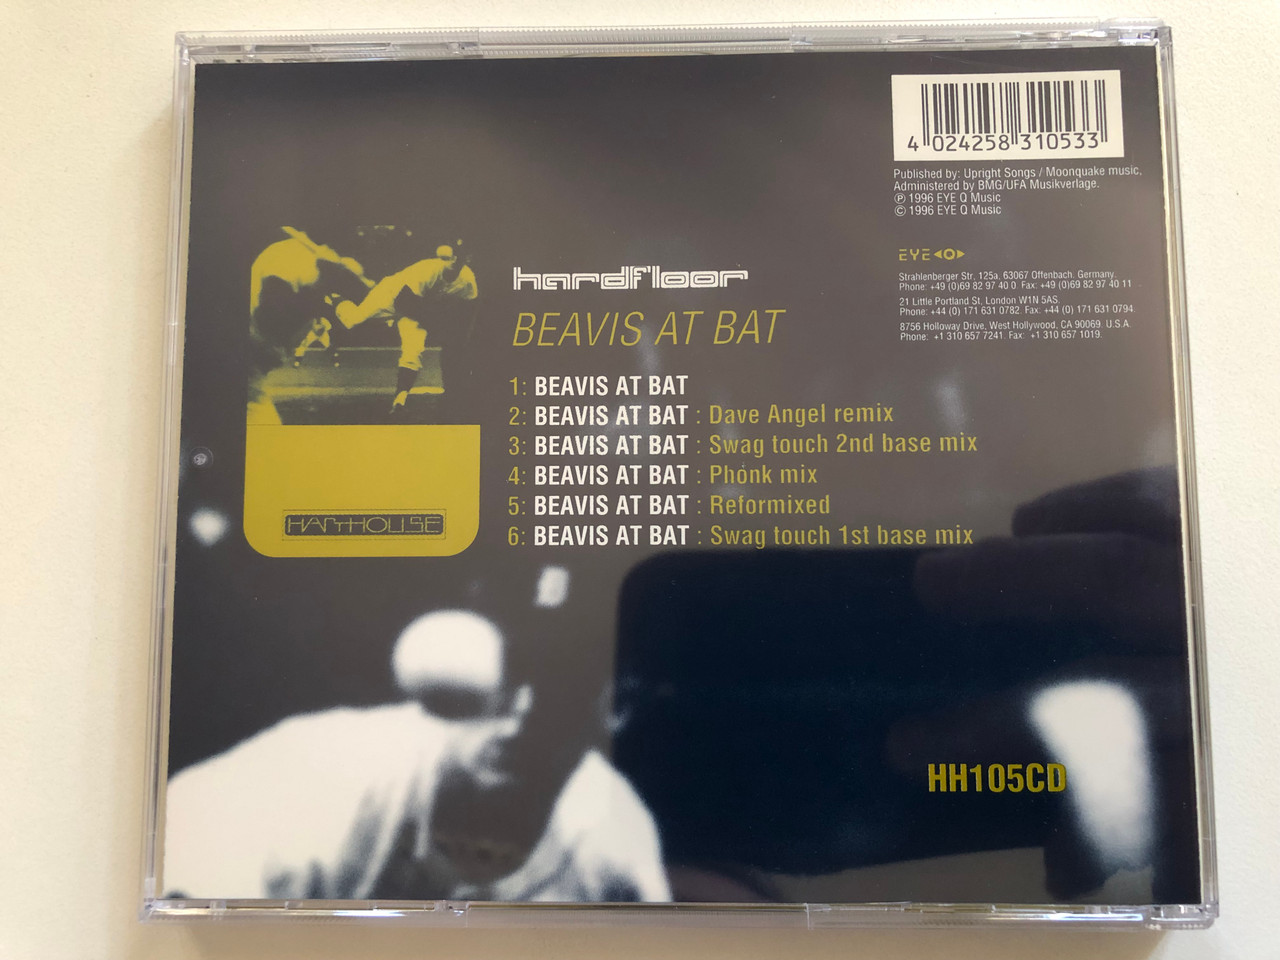 4 024258 310533
Published by: Upright Songs / Moonquake music,
Administered by BMG/UFA Musikverlage.
℗ 1996 EYE Q Music
© 1996 EYE Q Music
EYE Q
Strahlenberger Str, 125a, 63067 Offenbach. Germany.
Phone: +49 (0)69 82 97 40 0 Fax: +49 (0)69 82 97 40 11
21 Little Portland St, London W1N 5AS.
Phone: +44 (0) 171 631 0782. Fax. +44 (0) 171 631 0794.
8756 Holloway Drive, West Hollywood, CA 90069. U.S.A.
Phone: +1 310 657 7241. Fax: +1 310 657 1019.
hardfloor
BEAVIS AT BAT
1: BEAVIS AT BAT
2: BEAVIS AT BAT : Dave Angel remix
3: BEAVIS AT BAT : Swag touch 2nd base mix
4: BEAVIS AT BAT : Phónk mix
5: BEAVIS AT BAT : Reformixed
6: BEAVIS AT BAT : Swag touch 1st base mix
HARTHOUSE
HH105CD